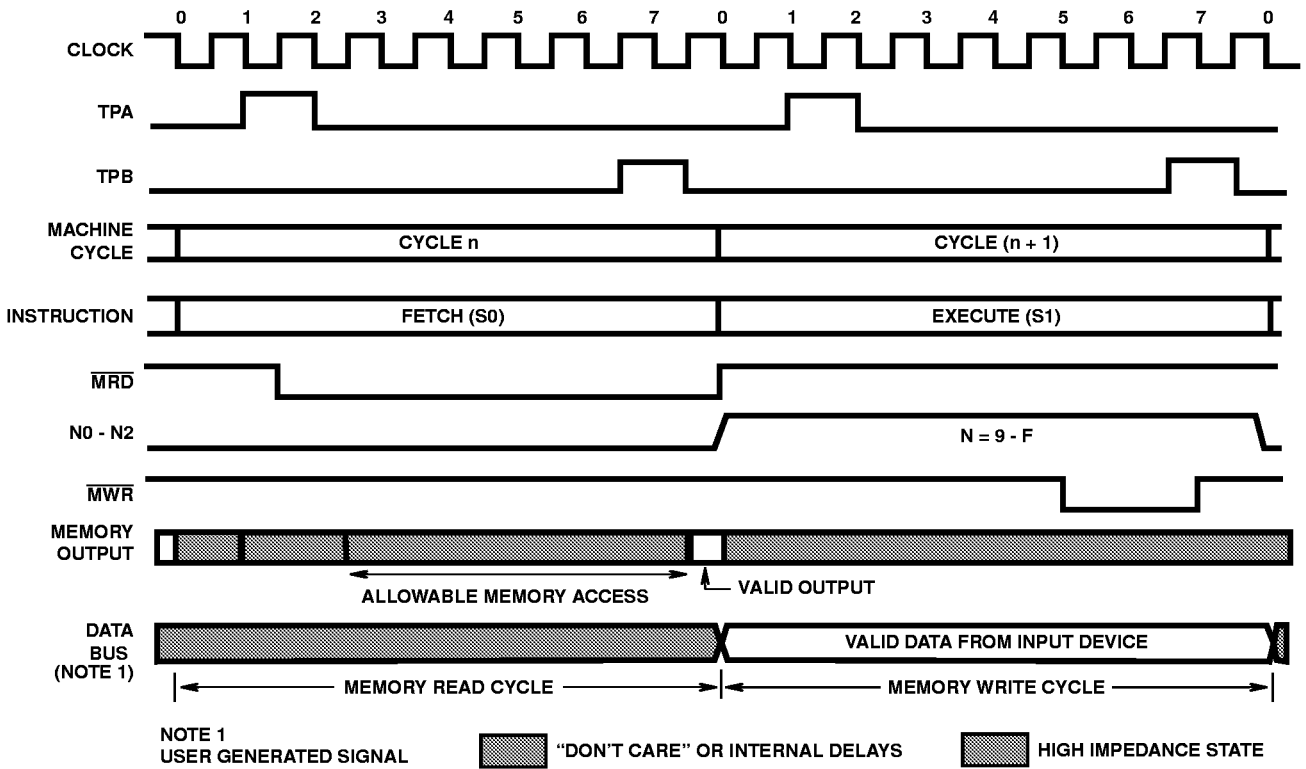 0 1 2 3 4 5 6 7 0 1 2 3 4 5 6 7 0
CLOCK
TPA
TPB
MACHINE
CYCLE
CYCLE n
CYCLE (n + 1)
INSTRUCTION
FETCH (S0)
EXECUTE (S1)
MRD
N0 - N2
N = 9 - F
MWR
MEMORY
OUTPUT
ALLOWABLE MEMORY ACCESS
VALID OUTPUT
DATA
BUS
(NOTE 1)
VALID DATA FROM INPUT DEVICE
MEMORY READ CYCLE
MEMORY WRITE CYCLE
NOTE 1
USER GENERATED SIGNAL
“DON'T CARE” OR INTERNAL DELAYS
HIGH IMPEDANCE STATE